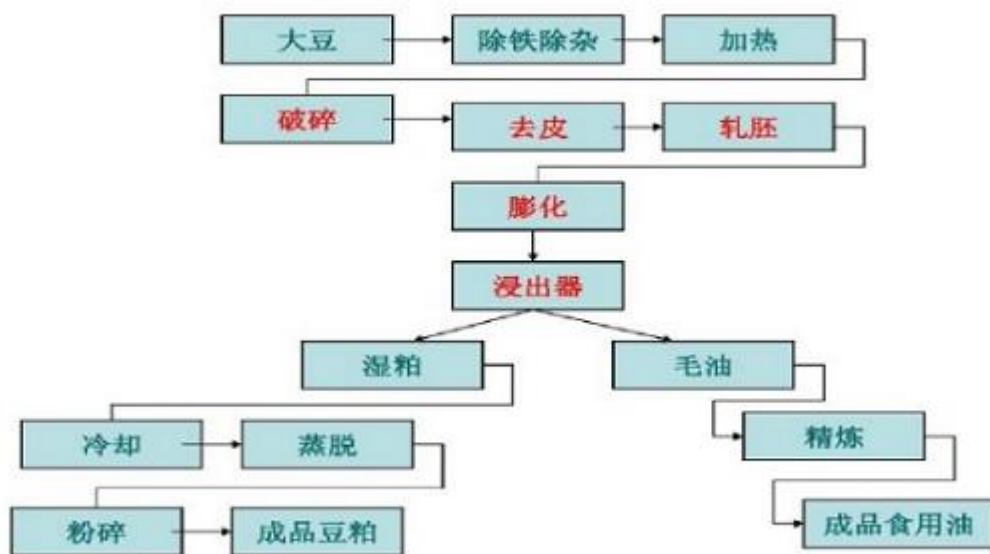 大豆
除铁除杂
加热
破碎
去皮
轧胚
膨化
浸出器
湿粕
毛油
冷却
蒸脱
精炼
粉碎
成品豆粕
成品食用油